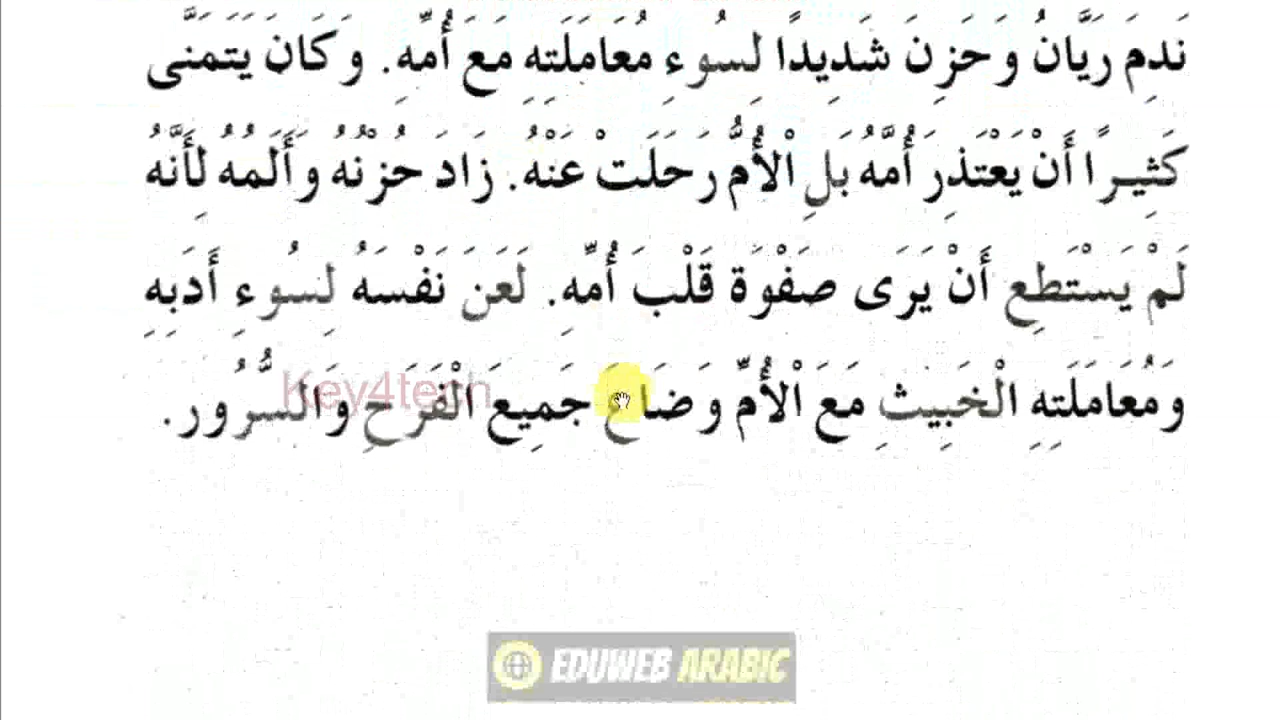 نَدِمَ رَيَّانُ وَحَزِنَ شَدِيدًا لِسُوءِ مُعَامَلَتِهِ مَعَ أُمِّهِ. وَكَانَ يَتَمَنَّى
كَثِيرًا أَنْ يَعْتَذِرَ أُمَّهُ بَلِ الْأُمُّ رَحَلَتْ عَنْهُ. زَادَ حُزْنُهُ وَأَلَمُهُ لِأَنَّهُ
لَمْ يَسْتَطِع أَنْ يَرَى صَفْوَة قَلْبَ أُمِّهِ. لَعَنَ نَفْسَهُ لِسُوءِ أَدَبِهِ
وَمُعَامَلَتِهِ الْخَبِيثِ مَعَ الْأُمِّ وَضَاعَ جَمِيعَ الْفَرَحِ وَالسُّرُور.
Key4tech
EDUWEB ARABIC